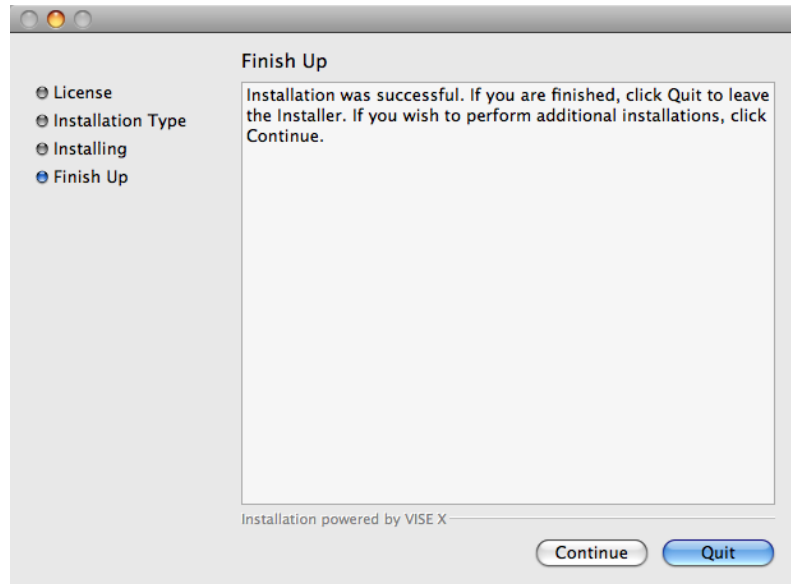 Finish Up
License
Installation Type
Installing
Finish Up
Installation was successful. If you are finished, click Quit to leave
the Installer. If you wish to perform additional installations, click
Continue.
Installation powered by VISE X
Continue
Quit